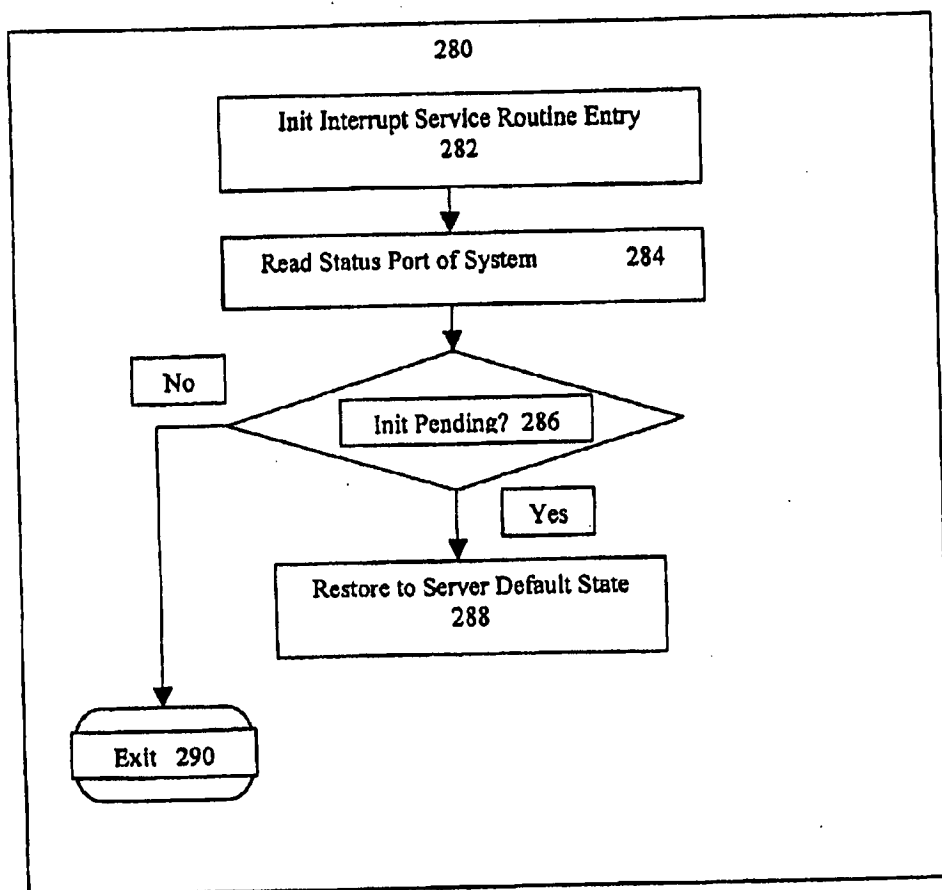 280
Init Interrupt Service Routine Entry
282
Read Status Port of System 284
No
Init Pending? 286
Yes
Restore to Server Default State
288
Exit 290